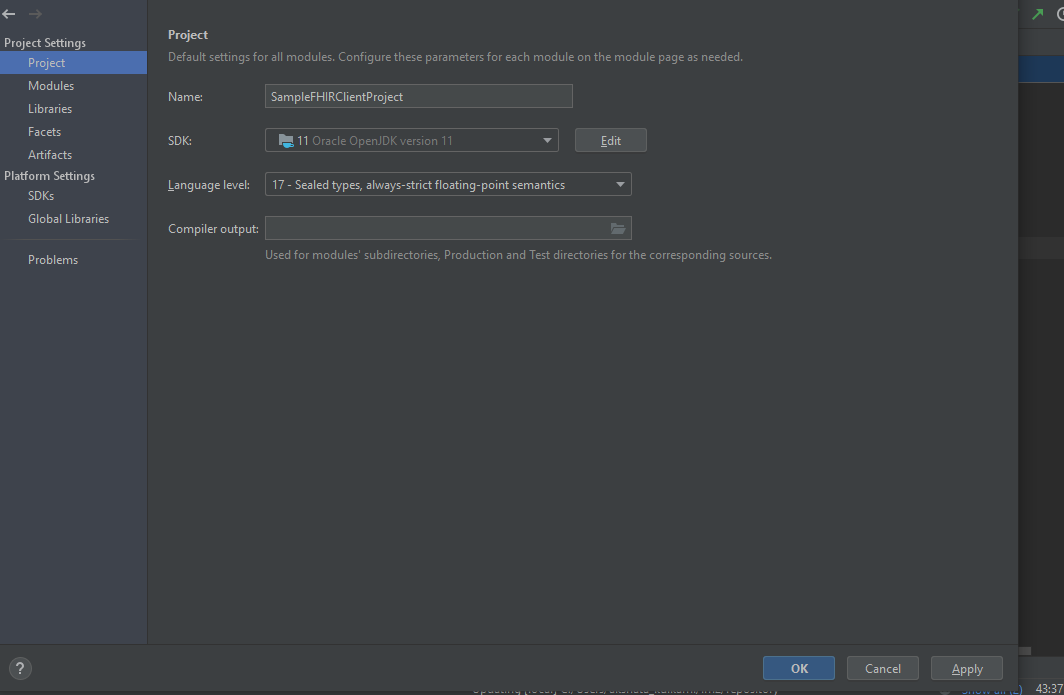 Project Settings
Project
Modules
Libraries
Facets
Artifacts
Platform Settings
SDKs
Global Libraries
Problems
Project
Default settings for all modules. Configure these parameters for each module on the module page as needed.
Name: SampleFHIRClientProject
SDK: 11 Oracle OpenJDK version 11 Edit
Language level: 17 - Sealed types, always-strict floating-point semantics
Compiler output:
Used for modules' subdirectories, Production and Test directories for the corresponding sources.
? OK Cancel Apply
43:37